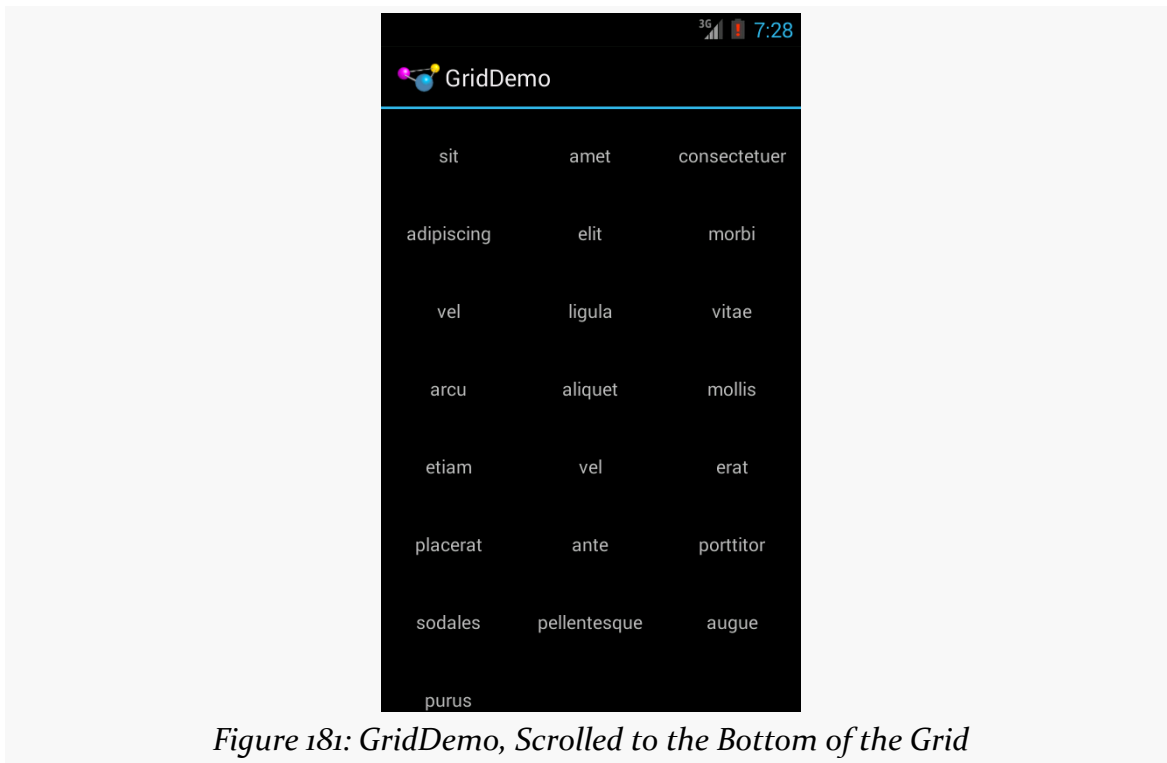 3G 7:28
GridDemo
sit amet consectetuer
adipiscing elit morbi
vel ligula vitae
arcu aliquet mollis
etiam vel erat
placerat ante porttitor
sodales pellentesque augue
purus
Figure 181: GridDemo, Scrolled to the Bottom of the Grid